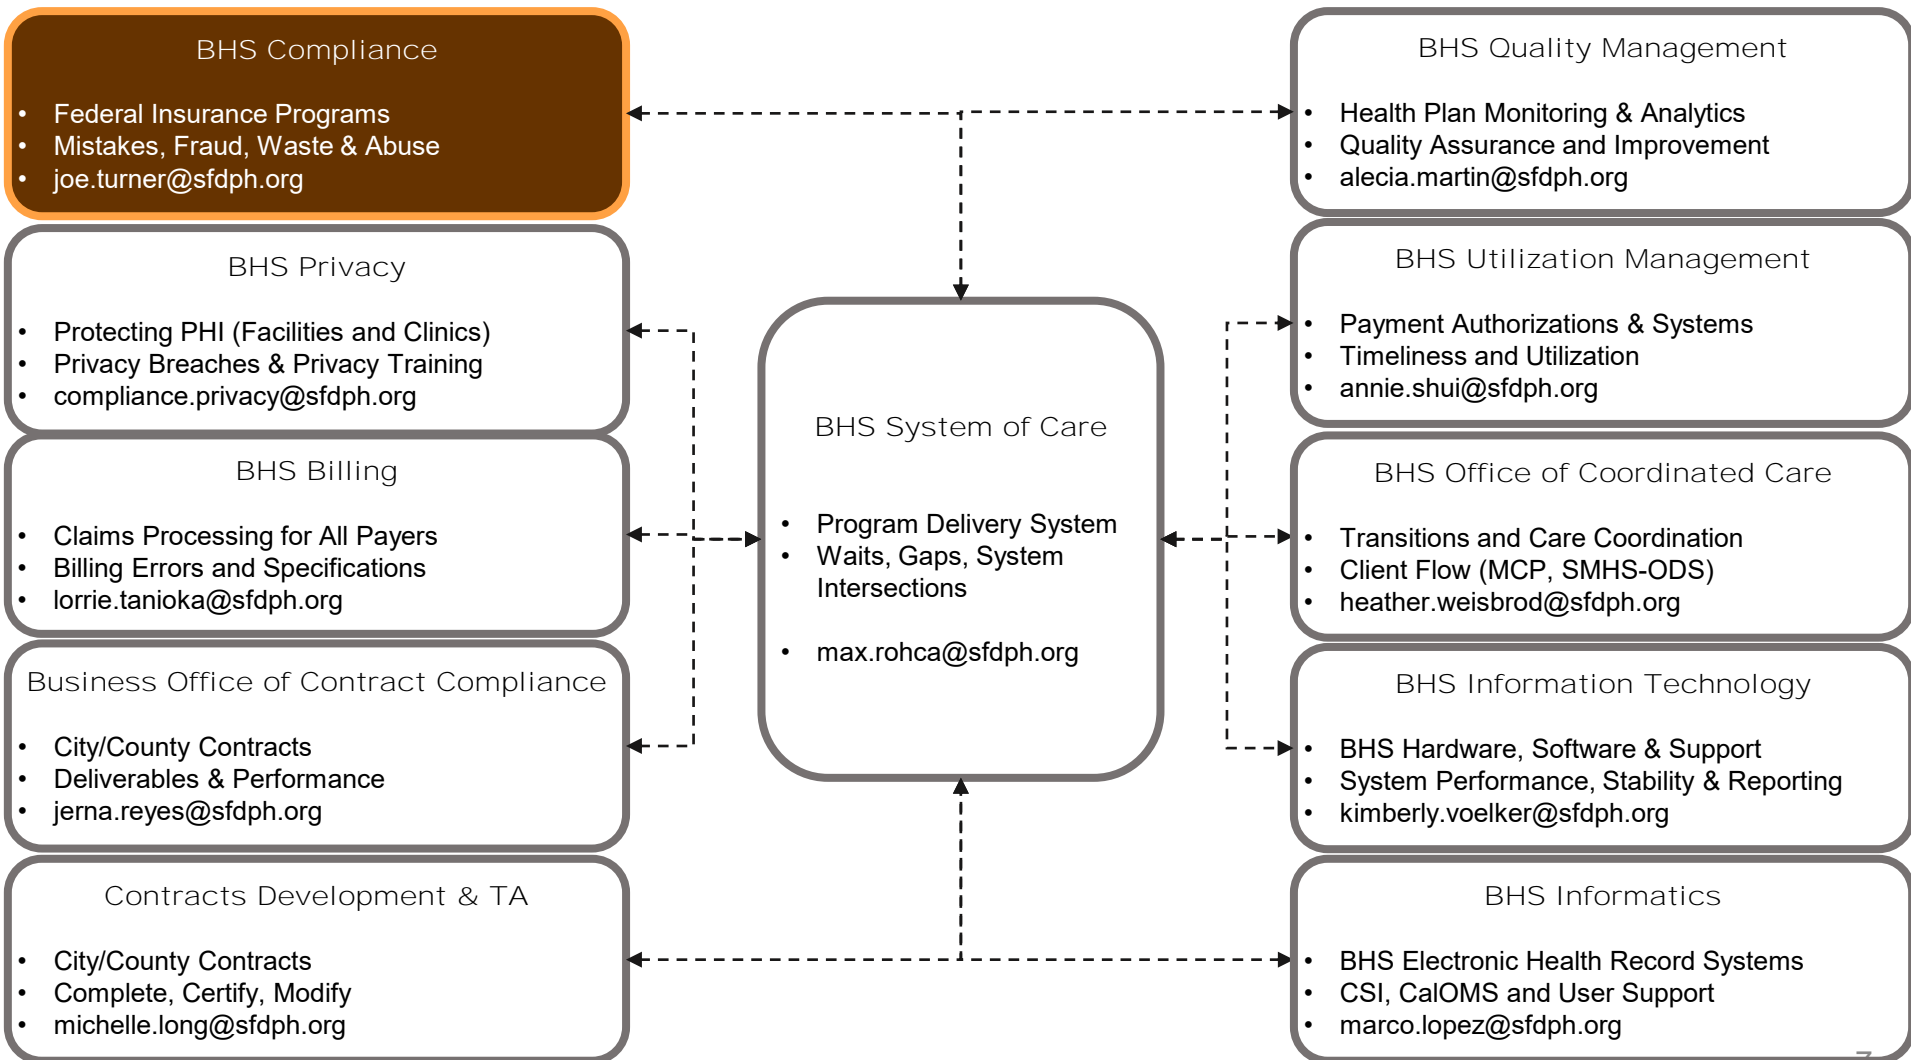 BHS Compliance
• Federal Insurance Programs
• Mistakes, Fraud, Waste & Abuse
• joe.turner@sfdph.org
BHS Privacy
• Protecting PHI (Facilities and Clinics)
• Privacy Breaches & Privacy Training
• compliance.privacy@sfdph.org
BHS Billing
• Claims Processing for All Payers
• Billing Errors and Specifications
• lorrie.tanioka@sfdph.org
Business Office of Contract Compliance
• City/County Contracts
• Deliverables & Performance
• jerna.reyes@sfdph.org
Contracts Development & TA
• City/County Contracts
• Complete, Certify, Modify
• michelle.long@sfdph.org
BHS System of Care
• Program Delivery System
• Waits, Gaps, System
Intersections
• max.rohca@sfdph.org
BHS Quality Management
• Health Plan Monitoring & Analytics
• Quality Assurance and Improvement
• alecia.martin@sfdph.org
BHS Utilization Management
• Payment Authorizations & Systems
• Timeliness and Utilization
• annie.shui@sfdph.org
BHS Office of Coordinated Care
• Transitions and Care Coordination
• Client Flow (MCP, SMHS-ODS)
• heather.weisbrod@sfdph.org
BHS Information Technology
• BHS Hardware, Software & Support
• System Performance, Stability & Reporting
• kimberly.voelker@sfdph.org
BHS Informatics
• BHS Electronic Health Record Systems
• CSI, CalOMS and User Support
• marco.lopez@sfdph.org